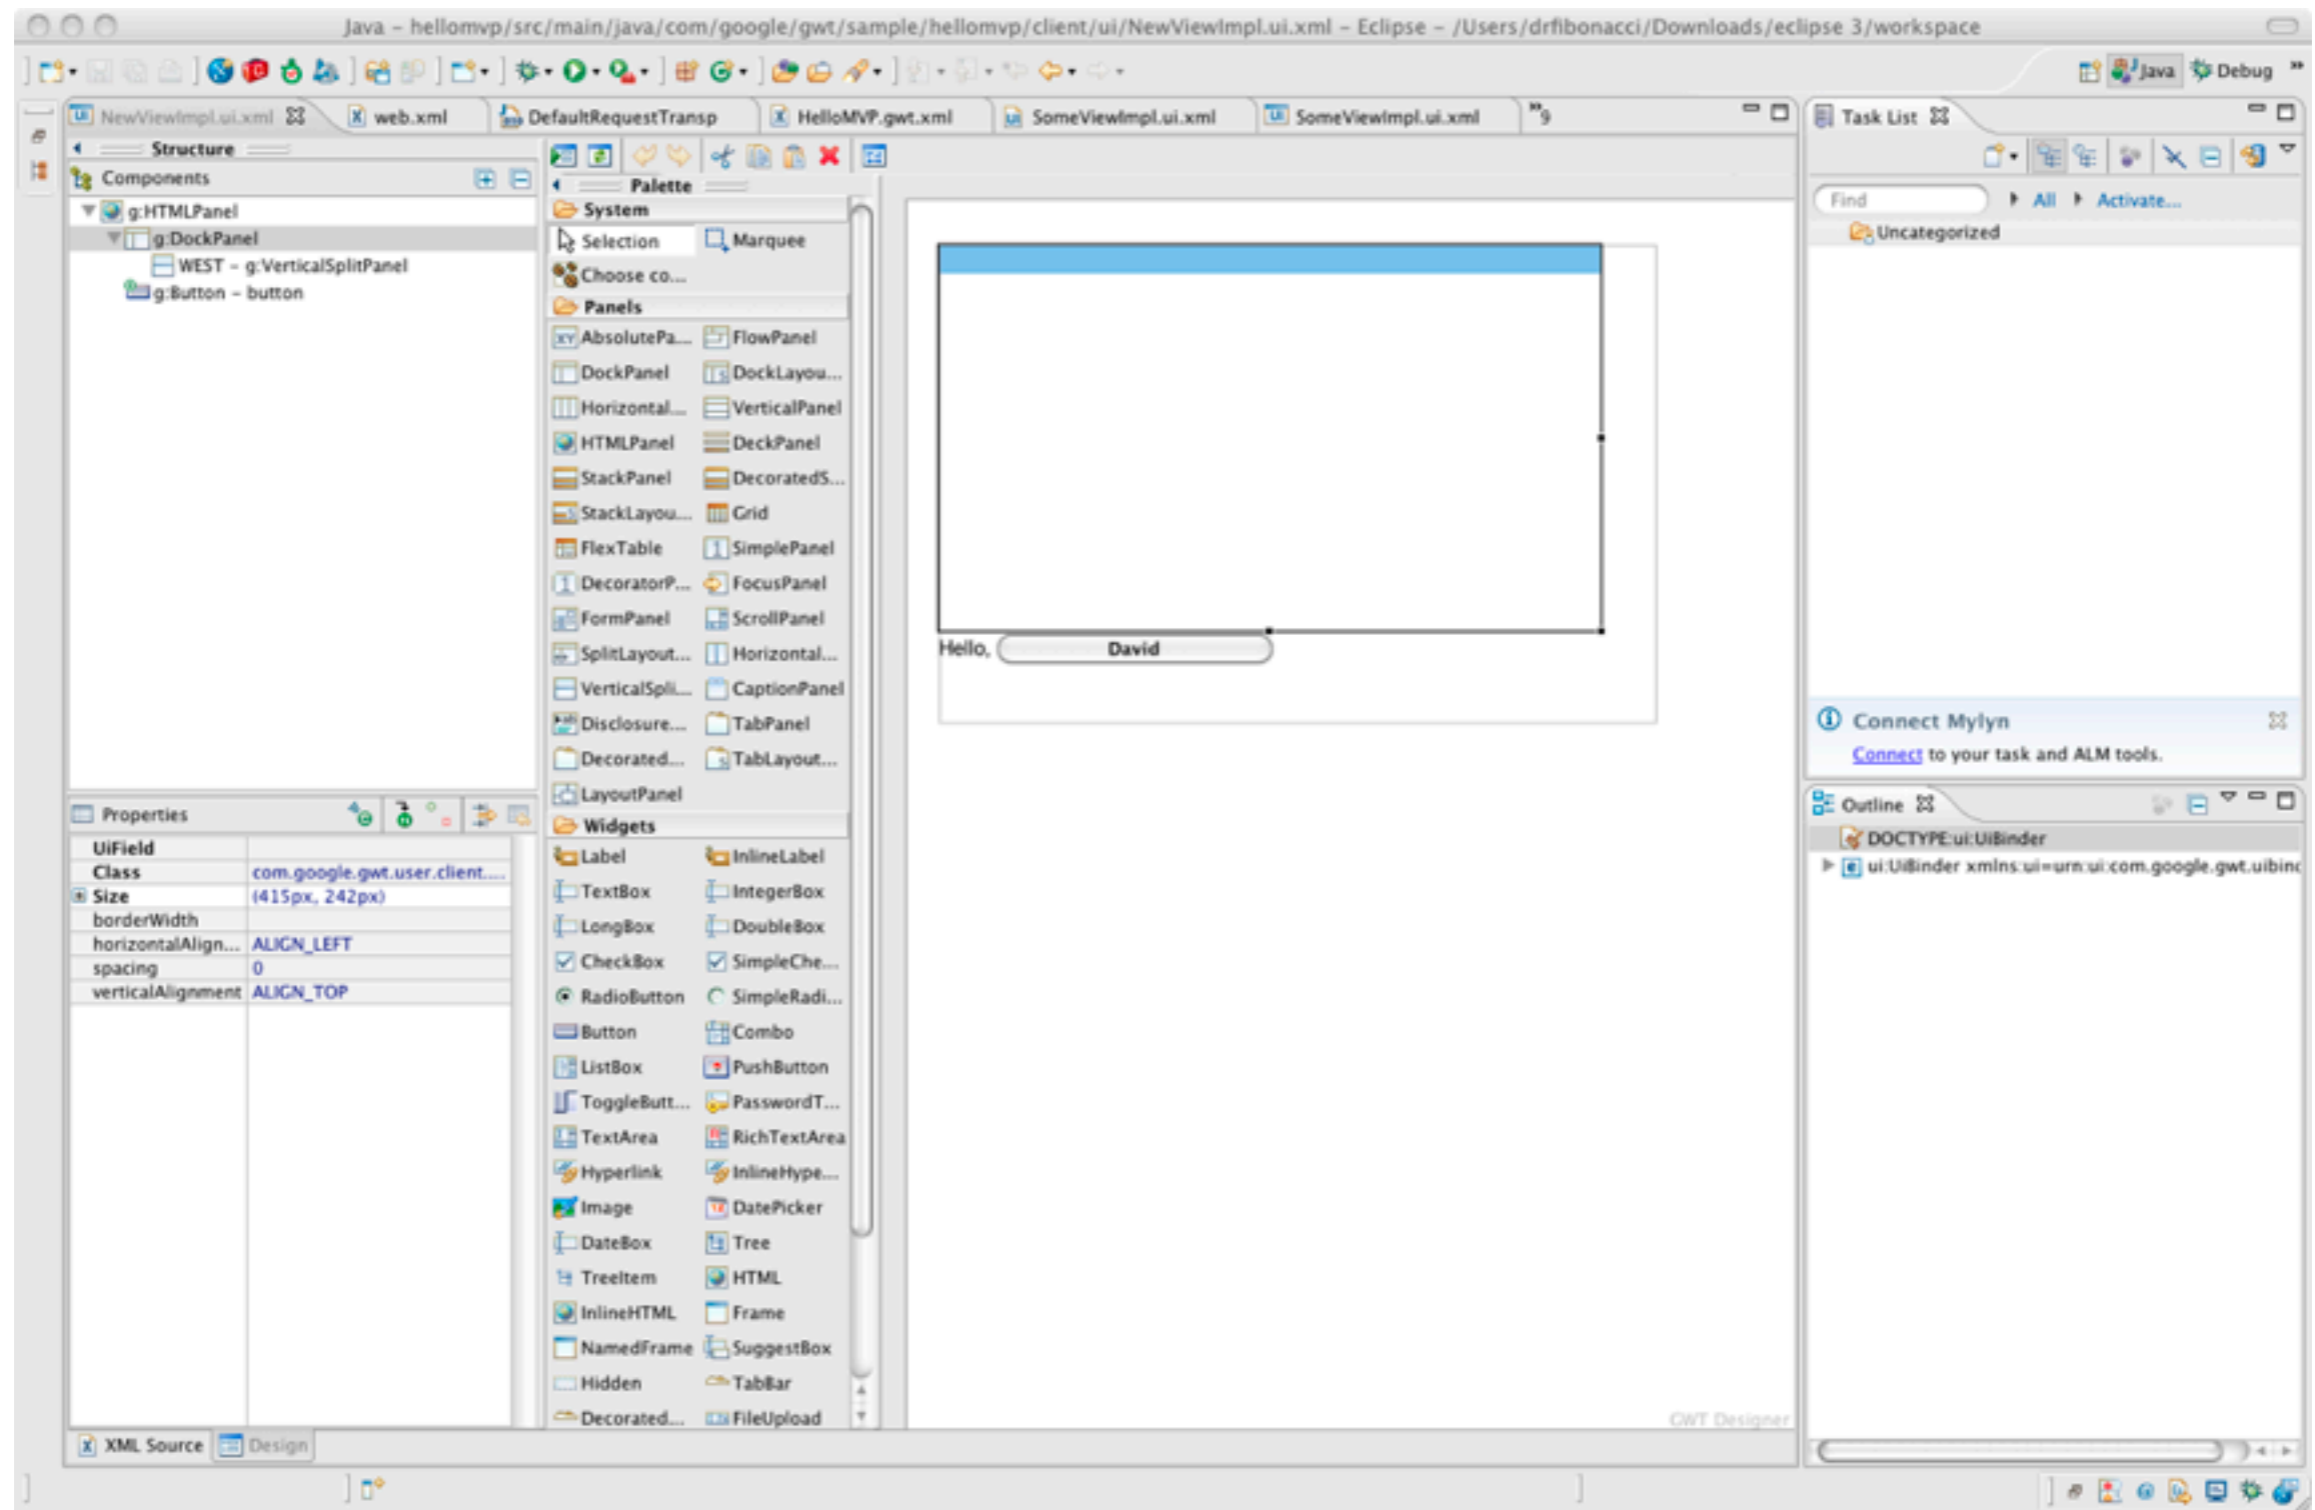 Java – hellomvp/src/main/java/com/google/gwt/sample/hellomvp/client/ui/NewViewImpl.ui.xml – Eclipse – /Users/drfibonacci/Downloads/eclipse 3/workspace
Java Debug
NewViewImpl.ui.xml web.xml DefaultRequestTransp HelloMVP.gwt.xml SomeViewImpl.ui.xml SomeViewImpl.ui.xml 9
Structure
Components
g:HTMLPanel
g:DockPanel
WEST – g:VerticalSplitPanel
g:Button – button
Properties
UiField
Class com.google.gwt.user.client....
Size (415px, 242px)
borderWidth
horizontalAlign... ALIGN_LEFT
spacing 0
verticalAlignment ALIGN_TOP
XML Source Design
Palette
System
Selection Marquee
Choose co...
Panels
AbsolutePa... FlowPanel
DockPanel DockLayou...
Horizontal... VerticalPanel
HTMLPanel DeckPanel
StackPanel DecoratedS...
StackLayou... Grid
FlexTable SimplePanel
DecoratorP... FocusPanel
FormPanel ScrollPanel
SplitLayout... Horizontal...
VerticalSpli... CaptionPanel
Disclosure... TabPanel
Decorated... TabLayout...
LayoutPanel
Widgets
Label InlineLabel
TextBox IntegerBox
LongBox DoubleBox
CheckBox SimpleChe...
RadioButton SimpleRadi...
Button Combo
ListBox PushButton
ToggleButt... PasswordT...
TextArea RichTextArea
Hyperlink InlineHype...
Image DatePicker
DateBox Tree
TreeItem HTML
InlineHTML Frame
NamedFrame SuggestBox
Hidden TabBar
Decorated... FileUpload
Hello, David
GWT Designer
Task List
Find All Activate...
Uncategorized
Connect Mylyn
Connect to your task and ALM tools.
Outline
DOCTYPE:ui:UiBinder
ui:UiBinder xmlns:ui=urn:ui:com.google.gwt.uibinc